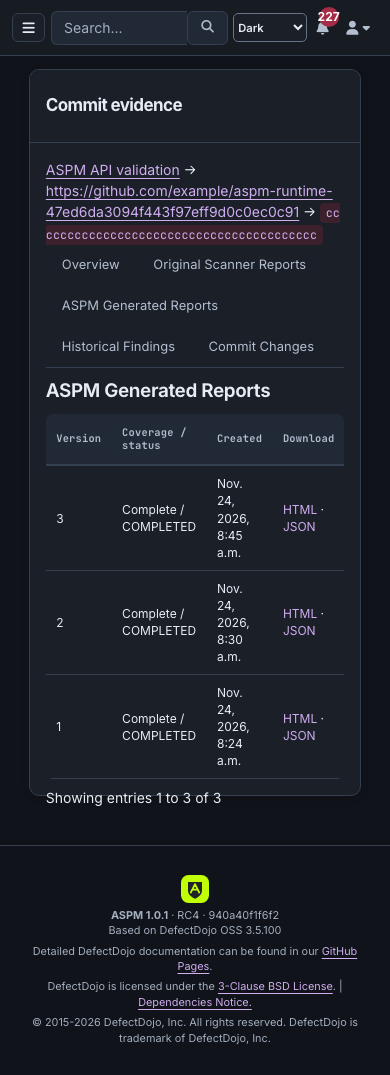 Search...
Dark
227
Commit evidence
ASPM API validation →
https://github.com/example/aspm-runtime-
47ed6da3094f443f97eff9d0c0ec0c91 → cc
cccccccccccccccccccccccccccccccccccccc
Overview Original Scanner Reports
ASPM Generated Reports
Historical Findings Commit Changes
ASPM Generated Reports
Version Coverage / status Created Download
3 Complete / COMPLETED Nov. 24, 2026, 8:45 a.m. HTML · JSON
2 Complete / COMPLETED Nov. 24, 2026, 8:30 a.m. HTML · JSON
1 Complete / COMPLETED Nov. 24, 2026, 8:24 a.m. HTML · JSON
Showing entries 1 to 3 of 3
ASPM 1.0.1 · RC4 · 940a40f1f6f2
Based on DefectDojo OSS 3.5.100
Detailed DefectDojo documentation can be found in our GitHub
Pages.
DefectDojo is licensed under the 3-Clause BSD License. |
Dependencies Notice.
© 2015-2026 DefectDojo, Inc. All rights reserved. DefectDojo is
trademark of DefectDojo, Inc.